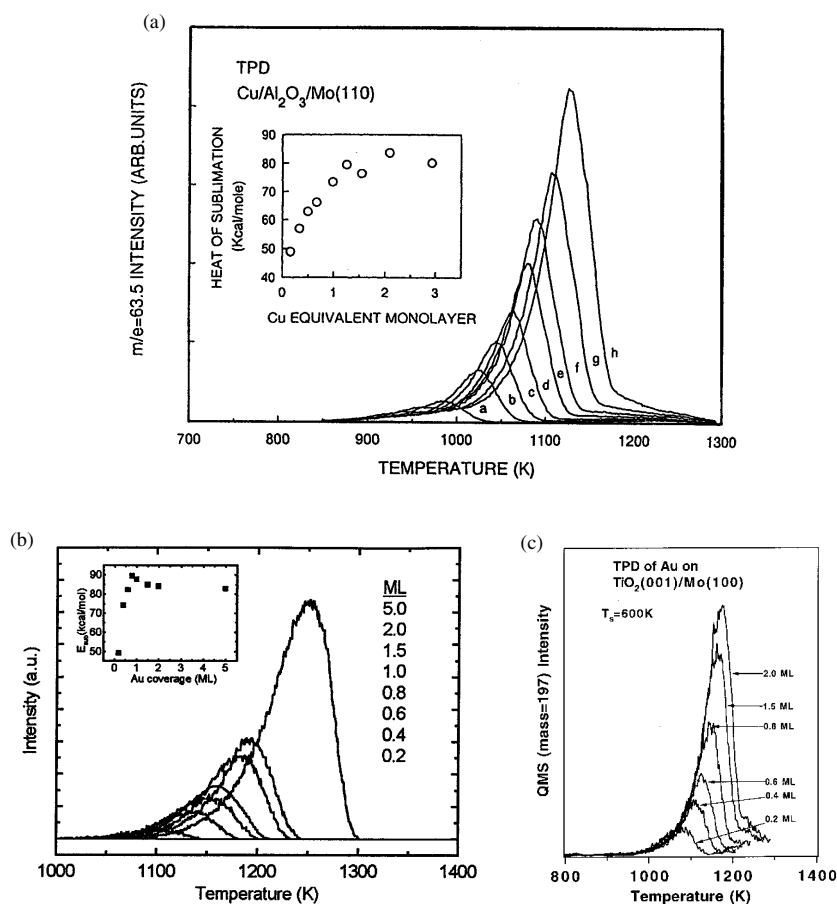 (a)
TPD
Cu/Al2O3/Mo(110)
m/e=63.5 INTENSITY (ARB.UNITS)
HEAT OF SUBLIMATION
(Kcal/mole)
90
80
70
60
50
40
0 1 2 3
Cu EQUIVALENT MONOLAYER
a b c d e f g h
700 800 900 1000 1100 1200 1300
TEMPERATURE (K)
(b)
Intensity (a.u.)
Esub(kcal/mol)
90
80
70
60
50
0 1 2 3 4 5
Au coverage (ML)
ML
5.0
2.0
1.5
1.0
0.8
0.6
0.4
0.2
1000 1100 1200 1300 1400
Temperature (K)
(c)
TPD of Au on
TiO2(001)/Mo(100)
Ts=600K
QMS (mass=197) Intensity
2.0 ML
1.5 ML
0.8 ML
0.6 ML
0.4 ML
0.2 ML
800 1000 1200 1400
Temperature (K)